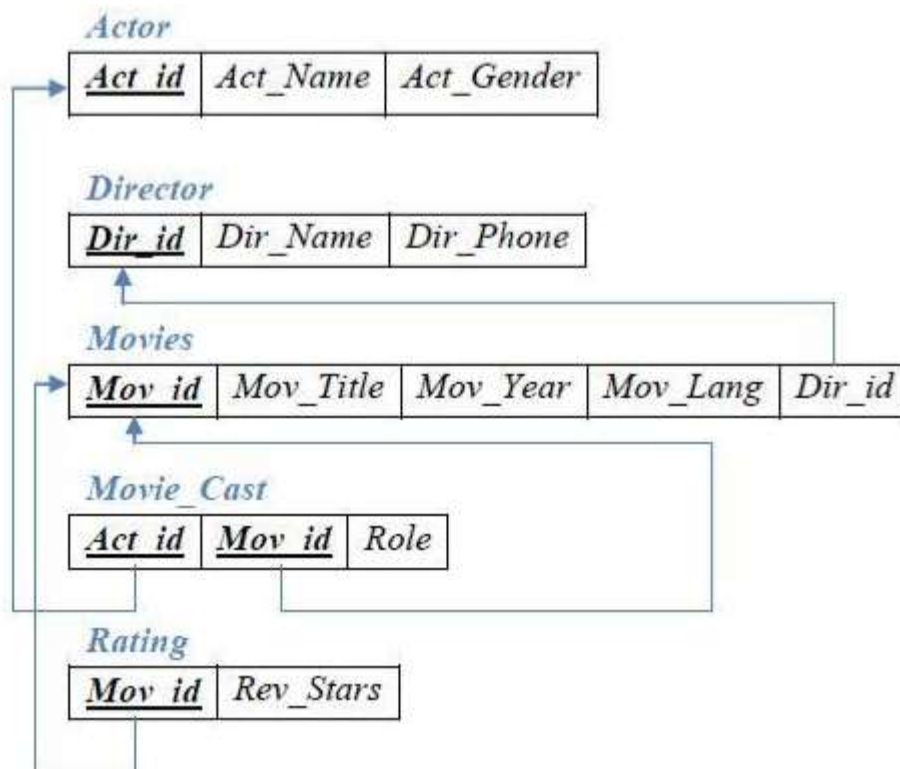 Actor
Act_id Act_Name Act_Gender
Director
Dir_id Dir_Name Dir_Phone
Movies
Mov_id Mov_Title Mov_Year Mov_Lang Dir_id
Movie_Cast
Act_id Mov_id Role
Rating
Mov_id Rev_Stars